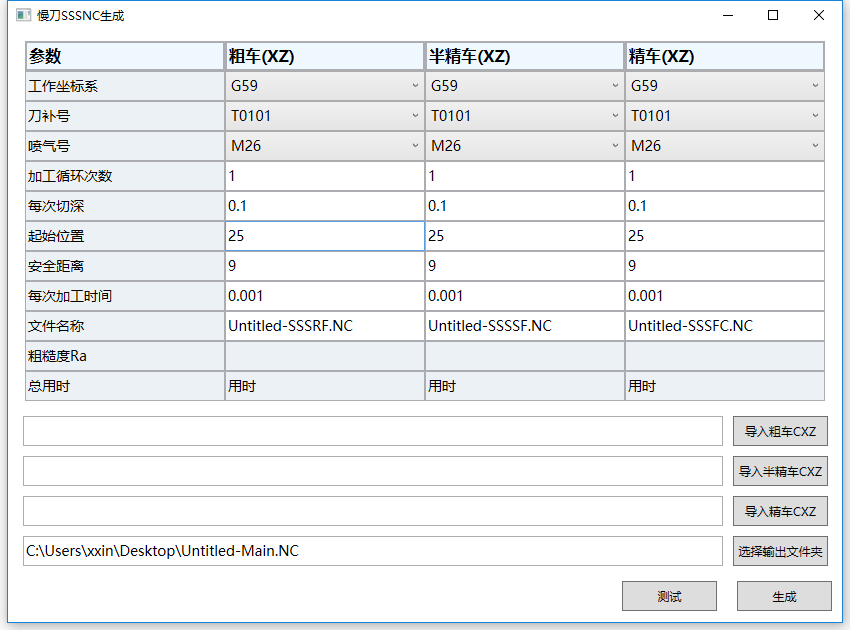 慢刀SSSNC生成
参数 粗车(XZ) 半精车(XZ) 精车(XZ)
工作坐标系 G59 G59 G59
刀补号 T0101 T0101 T0101
喷气号 M26 M26 M26
加工循环次数 1 1 1
每次切深 0.1 0.1 0.1
起始位置 25 25 25
安全距离 9 9 9
每次加工时间 0.001 0.001 0.001
文件名称 Untitled-SSSRF.NC Untitled-SSSSF.NC Untitled-SSSFC.NC
粗糙度Ra
总用时 用时 用时 用时
导入粗车CXZ
导入半精车CXZ
导入精车CXZ
C:\Users\xxin\Desktop\Untitled-Main.NC 选择输出文件夹
测试 生成